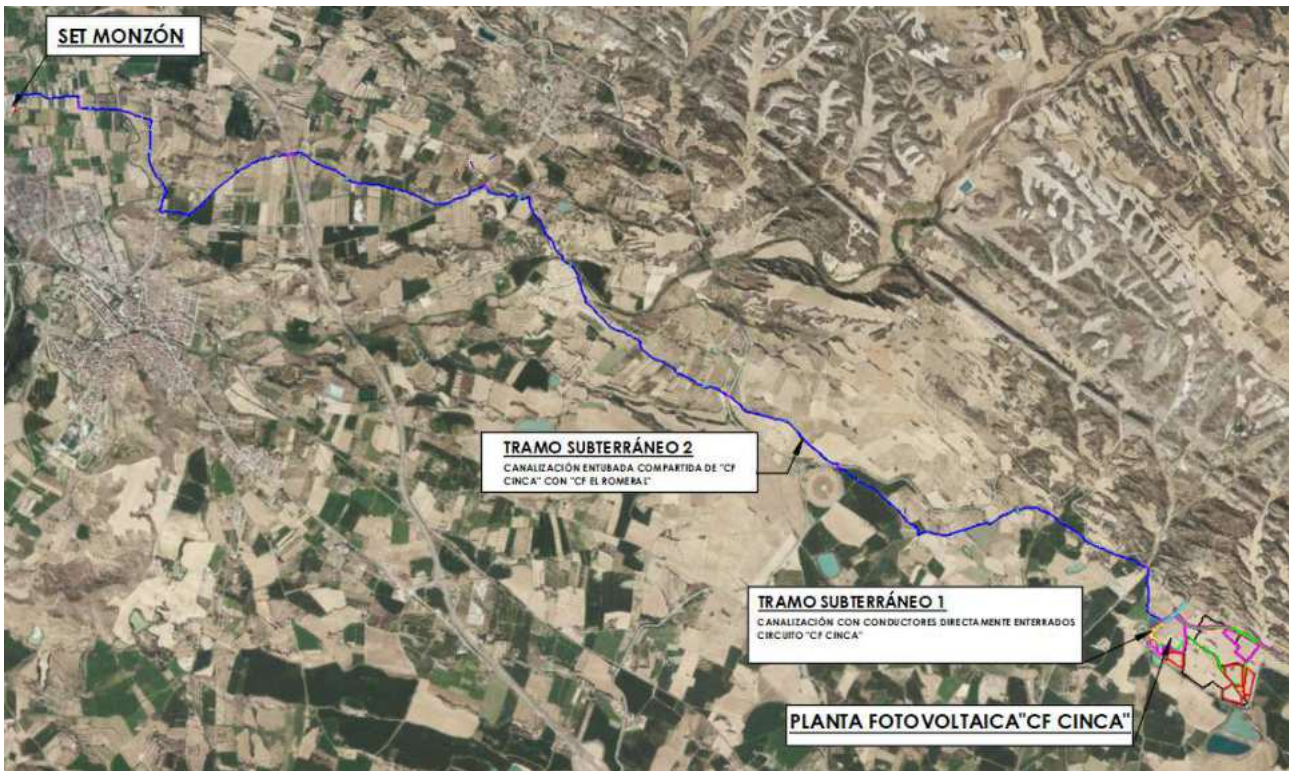 SET MONZÓN
TRAMO SUBTERRÁNEO 2
CANALIZACIÓN ENTUBADA COMPARTIDA DE "CF
CINCA" CON "CF EL ROMERAL"
TRAMO SUBTERRÁNEO 1
CANALIZACIÓN CON CONDUCTORES DIRECTAMENTE ENTERRADOS
CIRCUITO "CF CINCA"
PLANTA FOTOVOLTAICA"CF CINCA"